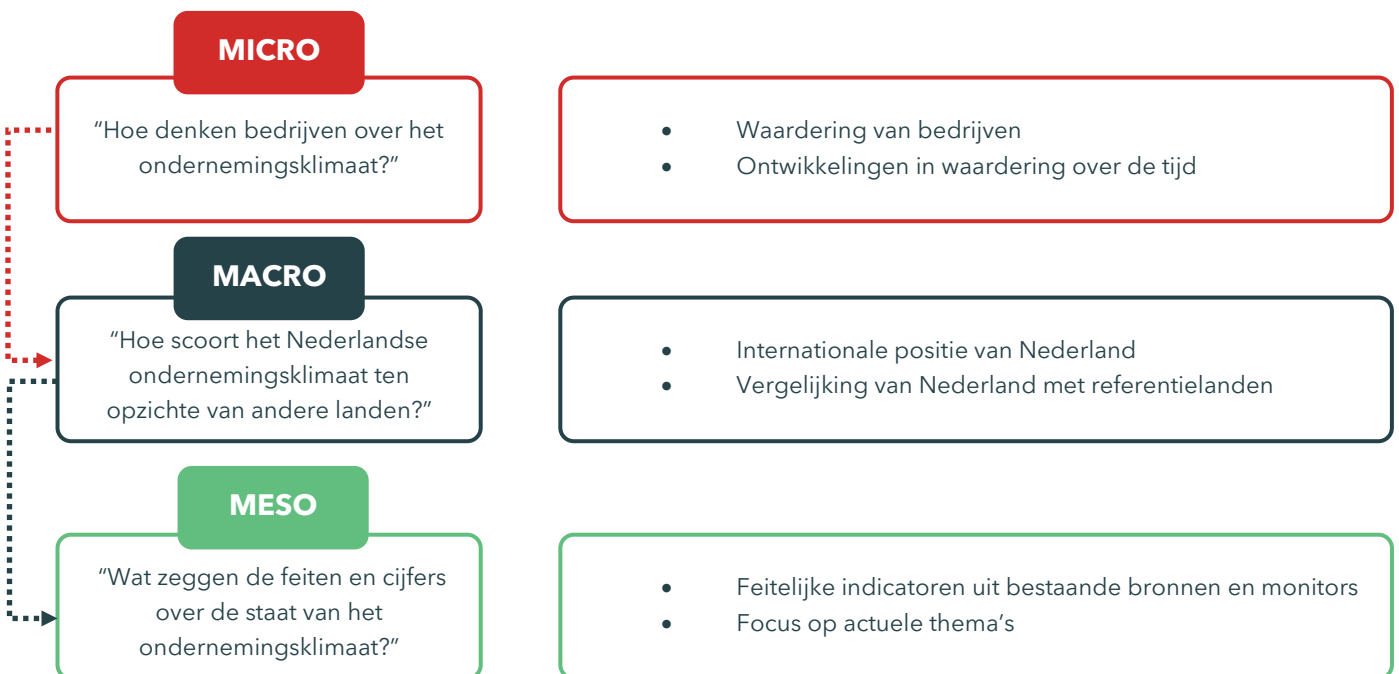 MICRO
“Hoe denken bedrijven over het
ondernemingsklimaat?”
• Waardering van bedrijven
• Ontwikkelingen in waardering over de tijd
MACRO
“Hoe scoort het Nederlandse
ondernemingsklimaat ten
opzichte van andere landen?”
• Internationale positie van Nederland
• Vergelijking van Nederland met referentielanden
MESO
“Wat zeggen de feiten en cijfers
over de staat van het
ondernemingsklimaat?”
• Feitelijke indicatoren uit bestaande bronnen en monitors
• Focus op actuele thema’s